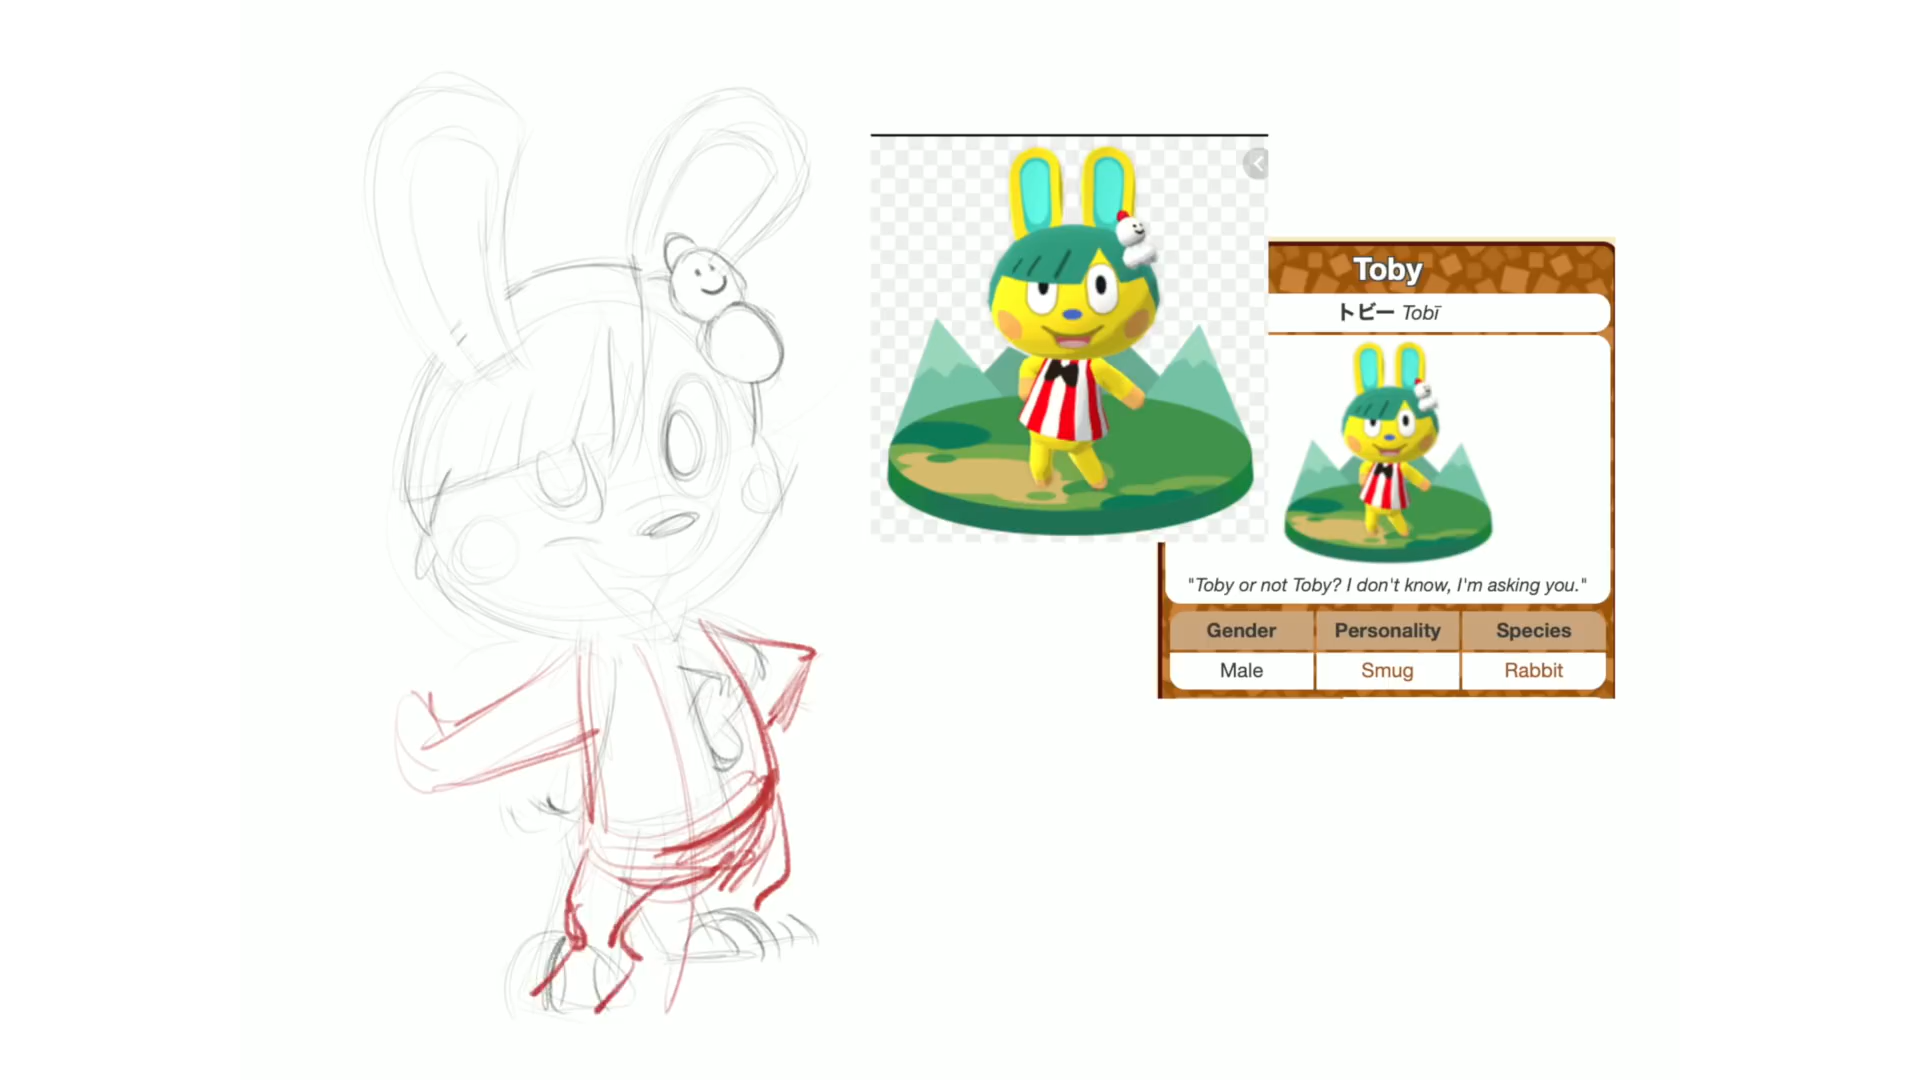 Toby
トビー Tobī
"Toby or not Toby? I don't know, I'm asking you."
Gender Personality Species
Male Smug Rabbit